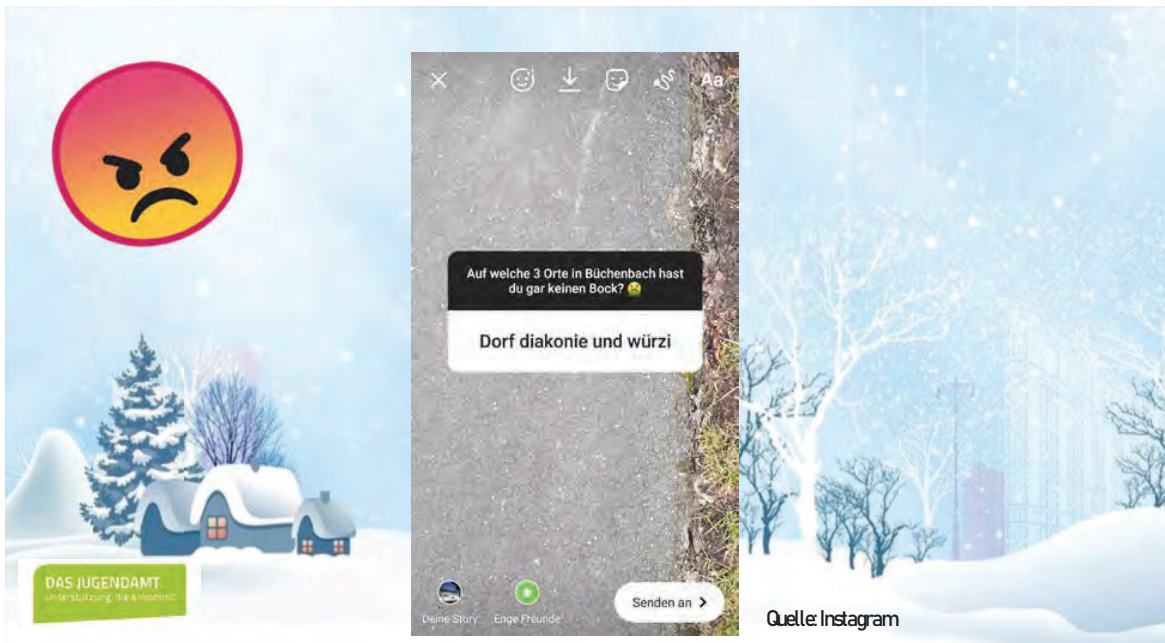 Aa
Auf welche 3 Orte in Büchenbach hast
du gar keinen Bock?
Dorf diakonie und würzi
Deine Story
Enge Freunde
Senden an
DAS JUGENDAMT.
Unterstützung, die ankommt.
Quelle: Instagram